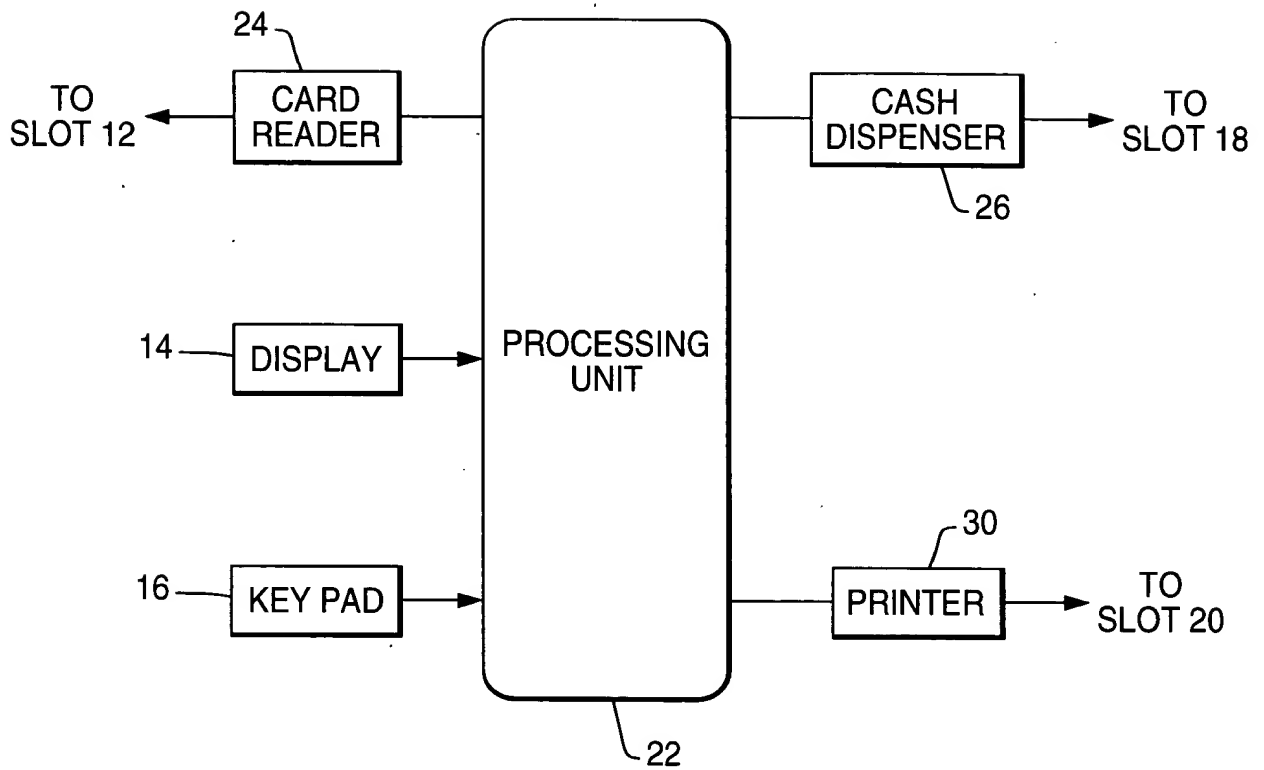 24
CARD
READER
TO
SLOT 12
CASH
DISPENSER
TO
SLOT 18
26
14
DISPLAY
PROCESSING
UNIT
16
KEY PAD
30
PRINTER
TO
SLOT 20
22